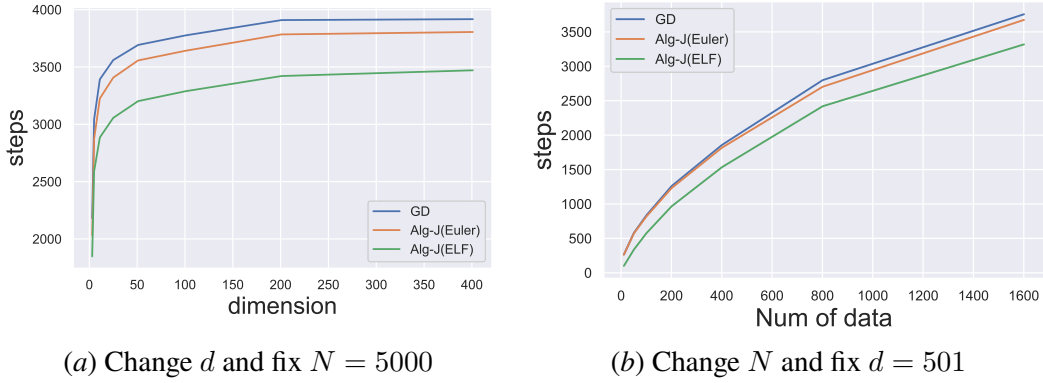 4000
3500
3000
2500
2000
steps
0 50 100 150 200 250 300 350 400
dimension
GD
Alg-J(Euler)
Alg-J(ELF)
(a) Change d and fix N = 5000
3500
3000
2500
2000
1500
1000
500
0
steps
0 200 400 600 800 1000 1200 1400 1600
Num of data
GD
Alg-J(Euler)
Alg-J(ELF)
(b) Change N and fix d = 501